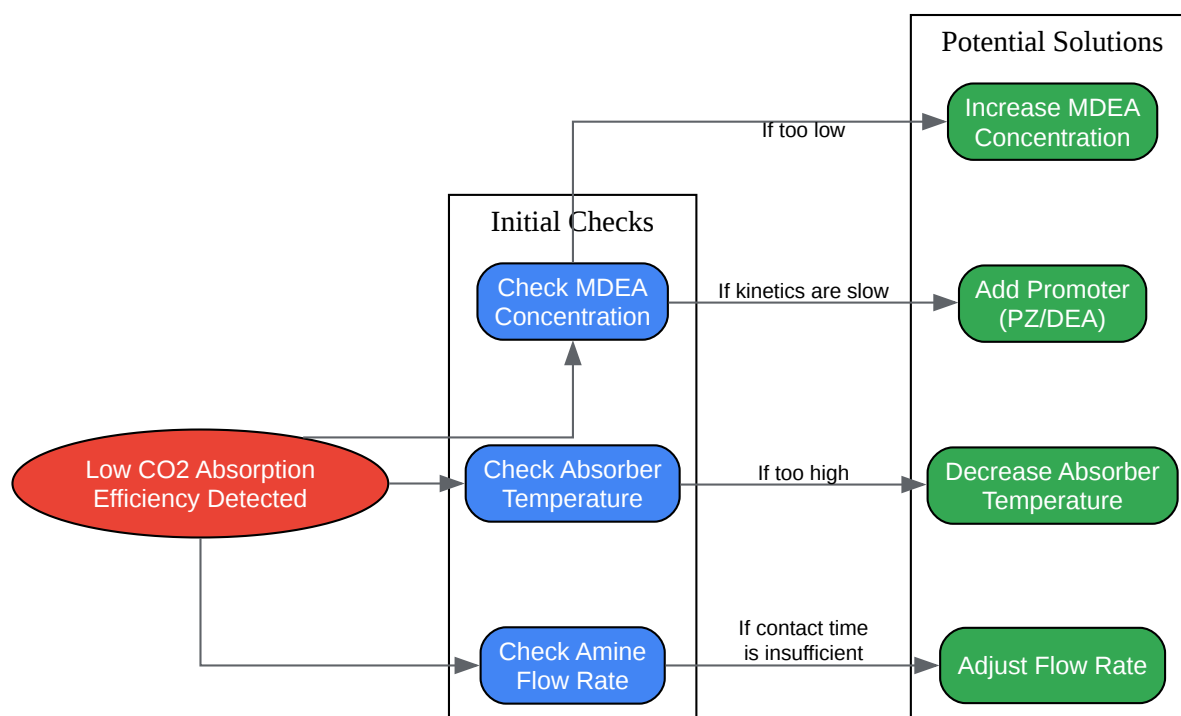 Potential Solutions
Increase MDEA
Concentration
If too low
Initial Checks
Check MDEA
Concentration
If kinetics are slow
Add Promoter
(PZ/DEA)
Low CO2 Absorption
Efficiency Detected
Check Absorber
Temperature
If too high
Decrease Absorber
Temperature
Check Amine
Flow Rate
If contact time
is insufficient
Adjust Flow Rate